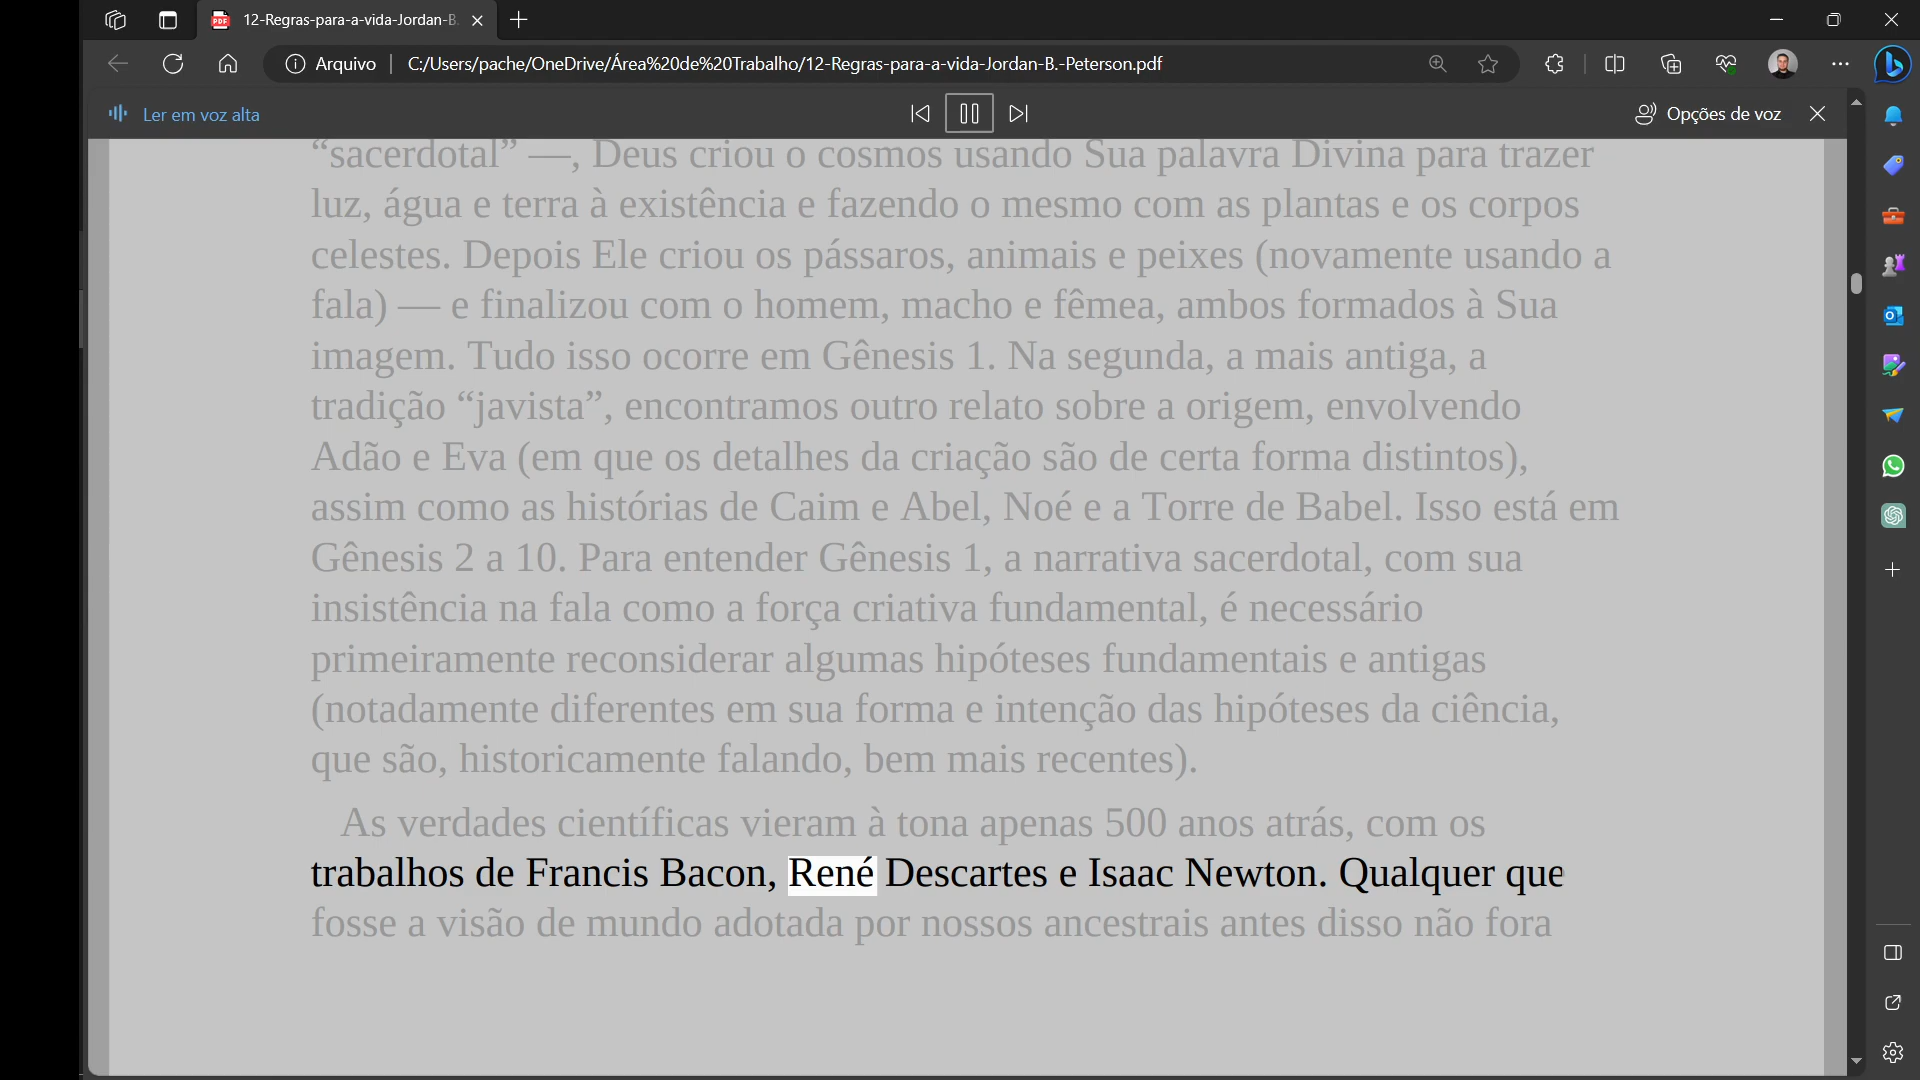 12-Regras-para-a-vida-Jordan-B.
Arquivo
C:/Users/pache/OneDrive/Área%20de%20Trabalho/12-Regras-para-a-vida-Jordan-B.-Peterson.pdf
Ler em voz alta
Opções de voz
“sacerdotal” —, Deus criou o cosmos usando Sua palavra Divina para trazer
luz, água e terra à existência e fazendo o mesmo com as plantas e os corpos
celestes. Depois Ele criou os pássaros, animais e peixes (novamente usando a
fala) — e finalizou com o homem, macho e fêmea, ambos formados à Sua
imagem. Tudo isso ocorre em Gênesis 1. Na segunda, a mais antiga, a
tradição “javista”, encontramos outro relato sobre a origem, envolvendo
Adão e Eva (em que os detalhes da criação são de certa forma distintos),
assim como as histórias de Caim e Abel, Noé e a Torre de Babel. Isso está em
Gênesis 2 a 10. Para entender Gênesis 1, a narrativa sacerdotal, com sua
insistência na fala como a força criativa fundamental, é necessário
primeiramente reconsiderar algumas hipóteses fundamentais e antigas
(notadamente diferentes em sua forma e intenção das hipóteses da ciência,
que são, historicamente falando, bem mais recentes).
As verdades científicas vieram à tona apenas 500 anos atrás, com os
trabalhos de Francis Bacon, René Descartes e Isaac Newton. Qualquer que
fosse a visão de mundo adotada por nossos ancestrais antes disso não fora